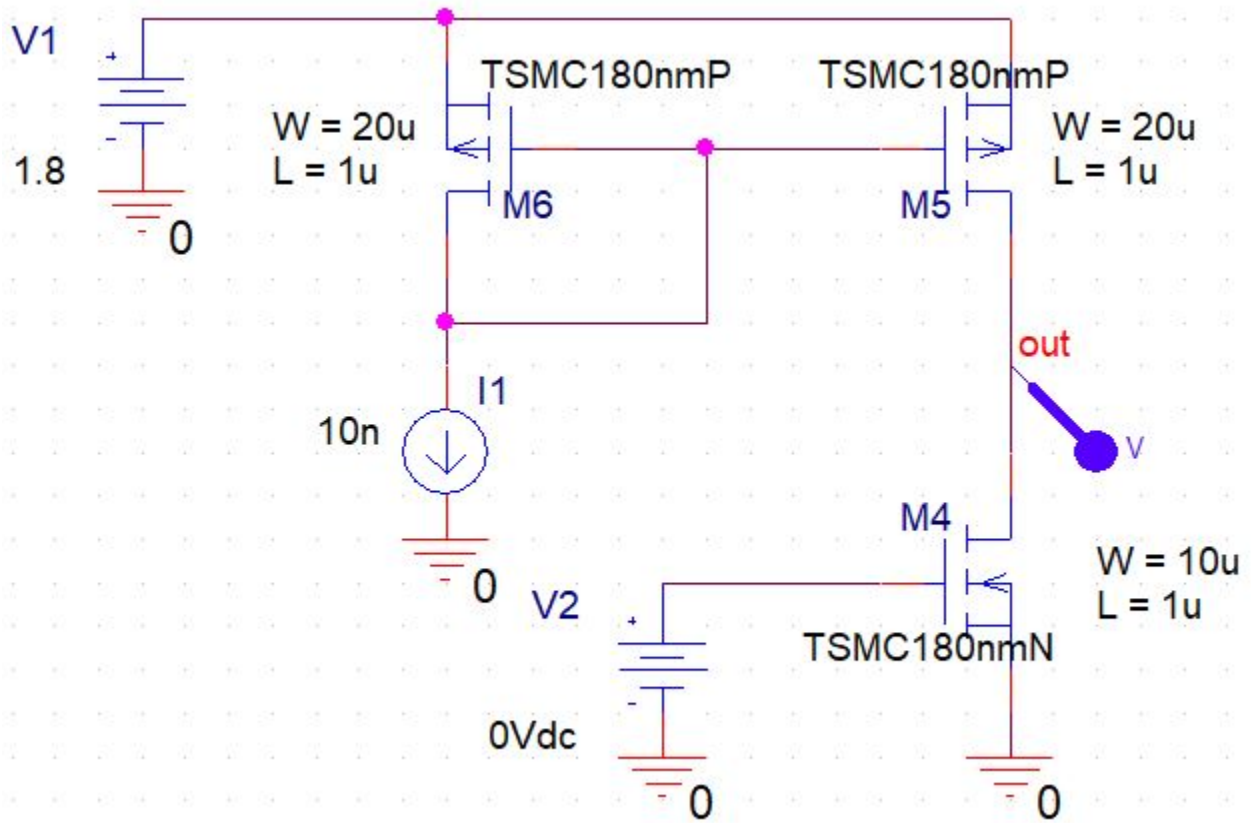 V1
+
-
1.8
0
TSMC180nmP
W = 20u
L = 1u
M6
TSMC180nmP
W = 20u
L = 1u
M5
out
V
I1
10n
0
V2
+
-
0Vdc
0
M4
W = 10u
L = 1u
TSMC180nmN
0